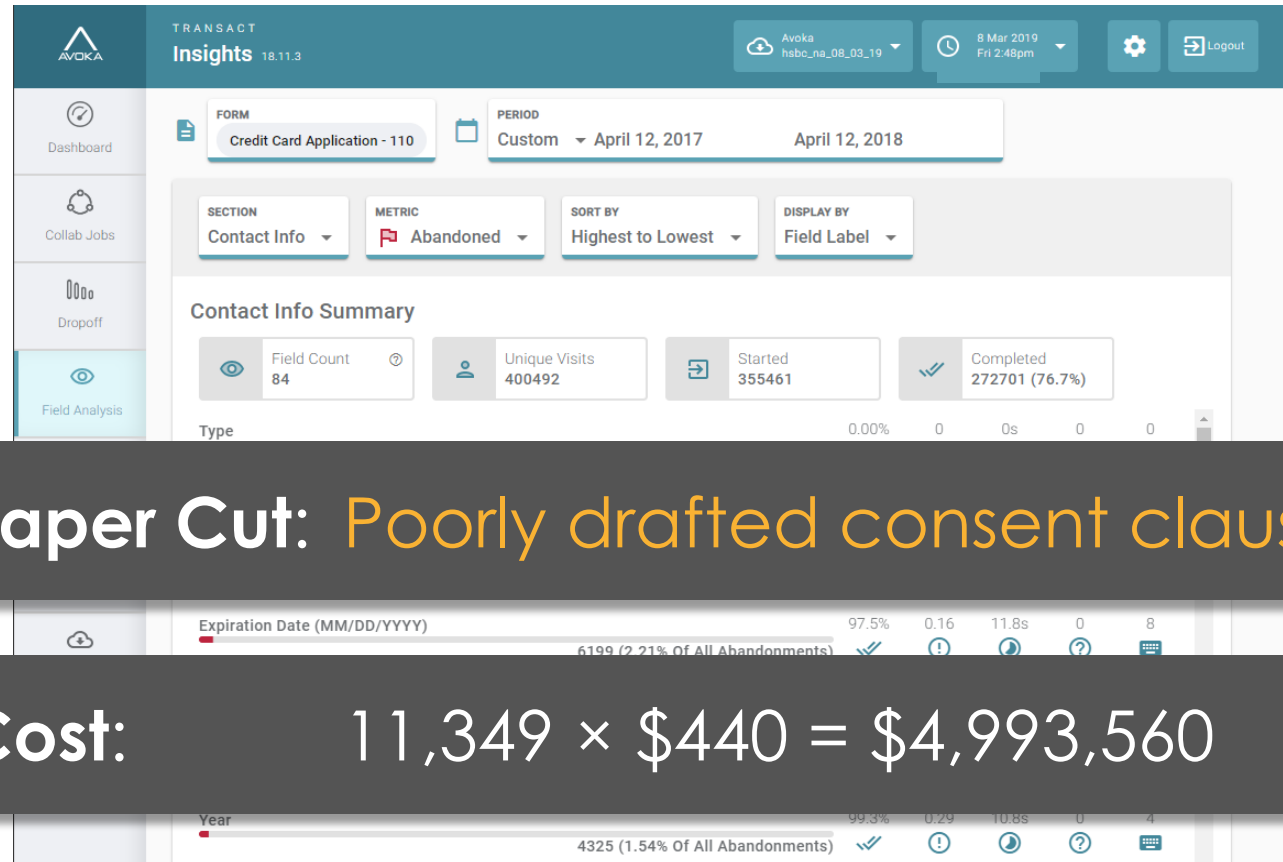 TRANSACT
Insights 18.11.3
AVOKA
Avoka
hsbc_na_08_03_19
8 Mar 2019
Fri 2:48pm
Logout
Dashboard
Collab Jobs
Dropoff
Field Analysis
FORM
Credit Card Application - 110
PERIOD
Custom April 12, 2017 April 12, 2018
SECTION
Contact Info
METRIC
Abandoned
SORT BY
Highest to Lowest
DISPLAY BY
Field Label
Contact Info Summary
Field Count
84
Unique Visits
400492
Started
355461
Completed
272701 (76.7%)
Type 0.00% 0 0s 0 0
aper Cut: Poorly drafted consent claus
Expiration Date (MM/DD/YYYY) 97.5% 0.16 11.8s 0 8
6199 (2.21% Of All Abandonments)
Cost: 11,349 × $440 = $4,993,560
Year 99.3% 0.29 10.8s 0 4
4325 (1.54% Of All Abandonments)